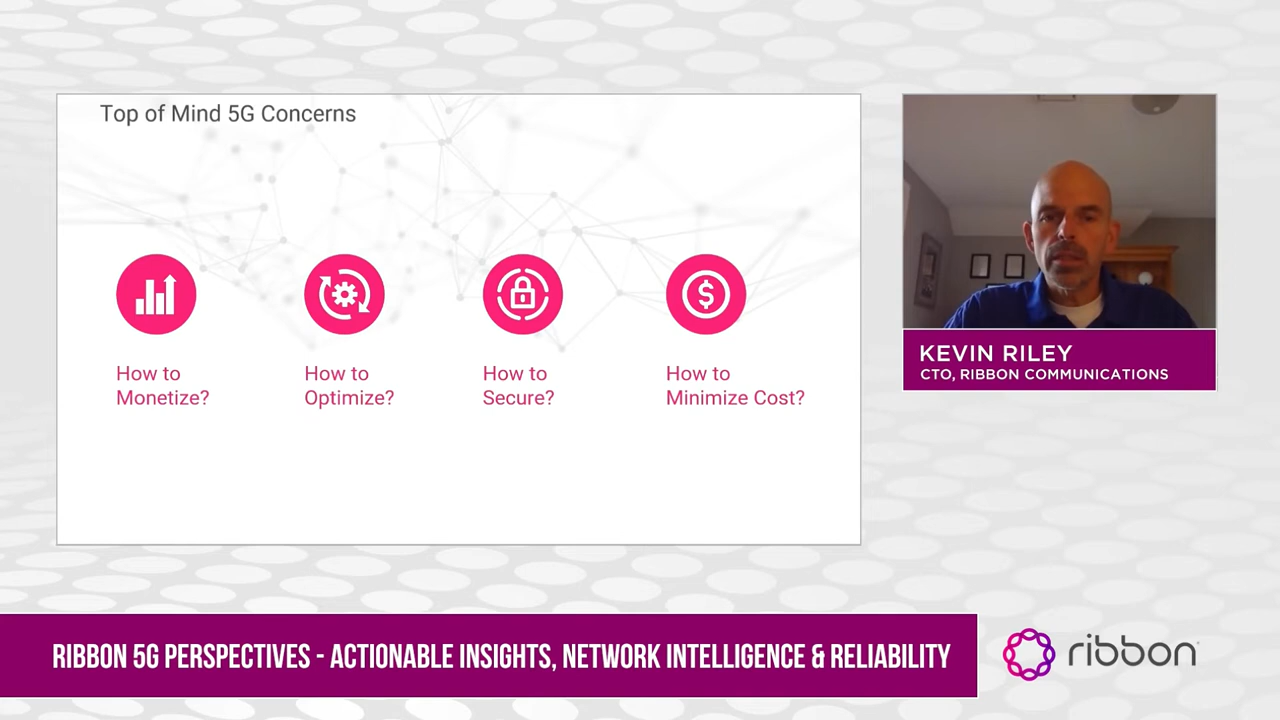 Top of Mind 5G Concerns
How to
Monetize?
How to
Optimize?
How to
Secure?
How to
Minimize Cost?
KEVIN RILEY
CTO, RIBBON COMMUNICATIONS
RIBBON 5G PERSPECTIVES - ACTIONABLE INSIGHTS, NETWORK INTELLIGENCE & RELIABILITY
ribbon